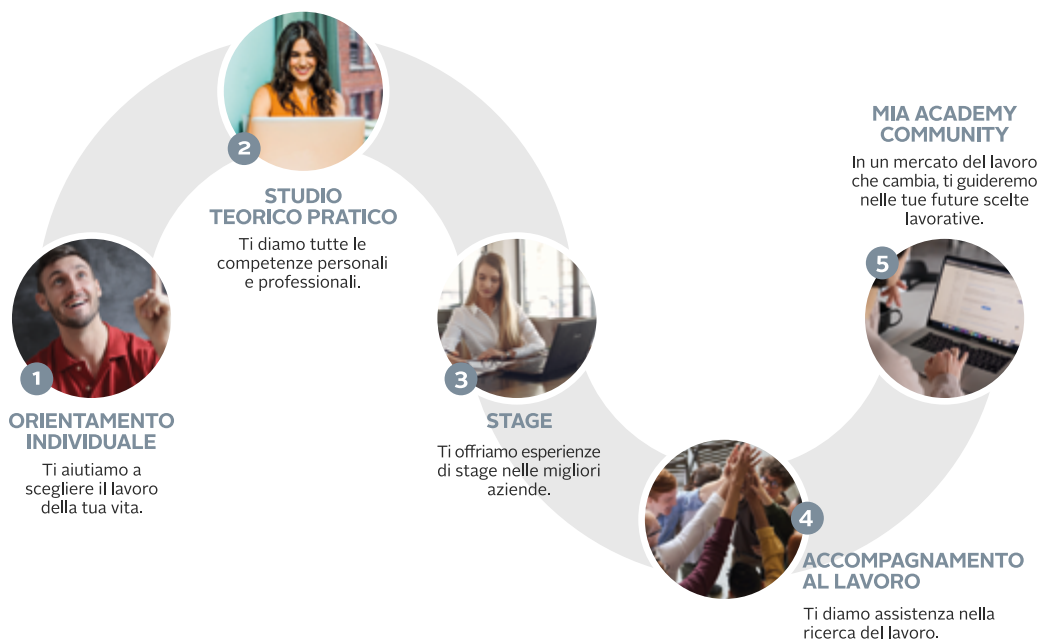 1
ORIENTAMENTO
INDIVIDUALE
Ti aiutiamo a
scegliere il lavoro
della tua vita.
2
STUDIO
TEORICO PRATICO
Ti diamo tutte le
competenze personali
e professionali.
3
STAGE
Ti offriamo esperienze
di stage nelle migliori
aziende.
4
ACCOMPAGNAMENTO
AL LAVORO
Ti diamo assistenza nella
ricerca del lavoro.
MIA ACADEMY
COMMUNITY
In un mercato del lavoro
che cambia, ti guideremo
nelle tue future scelte
lavorative.
5